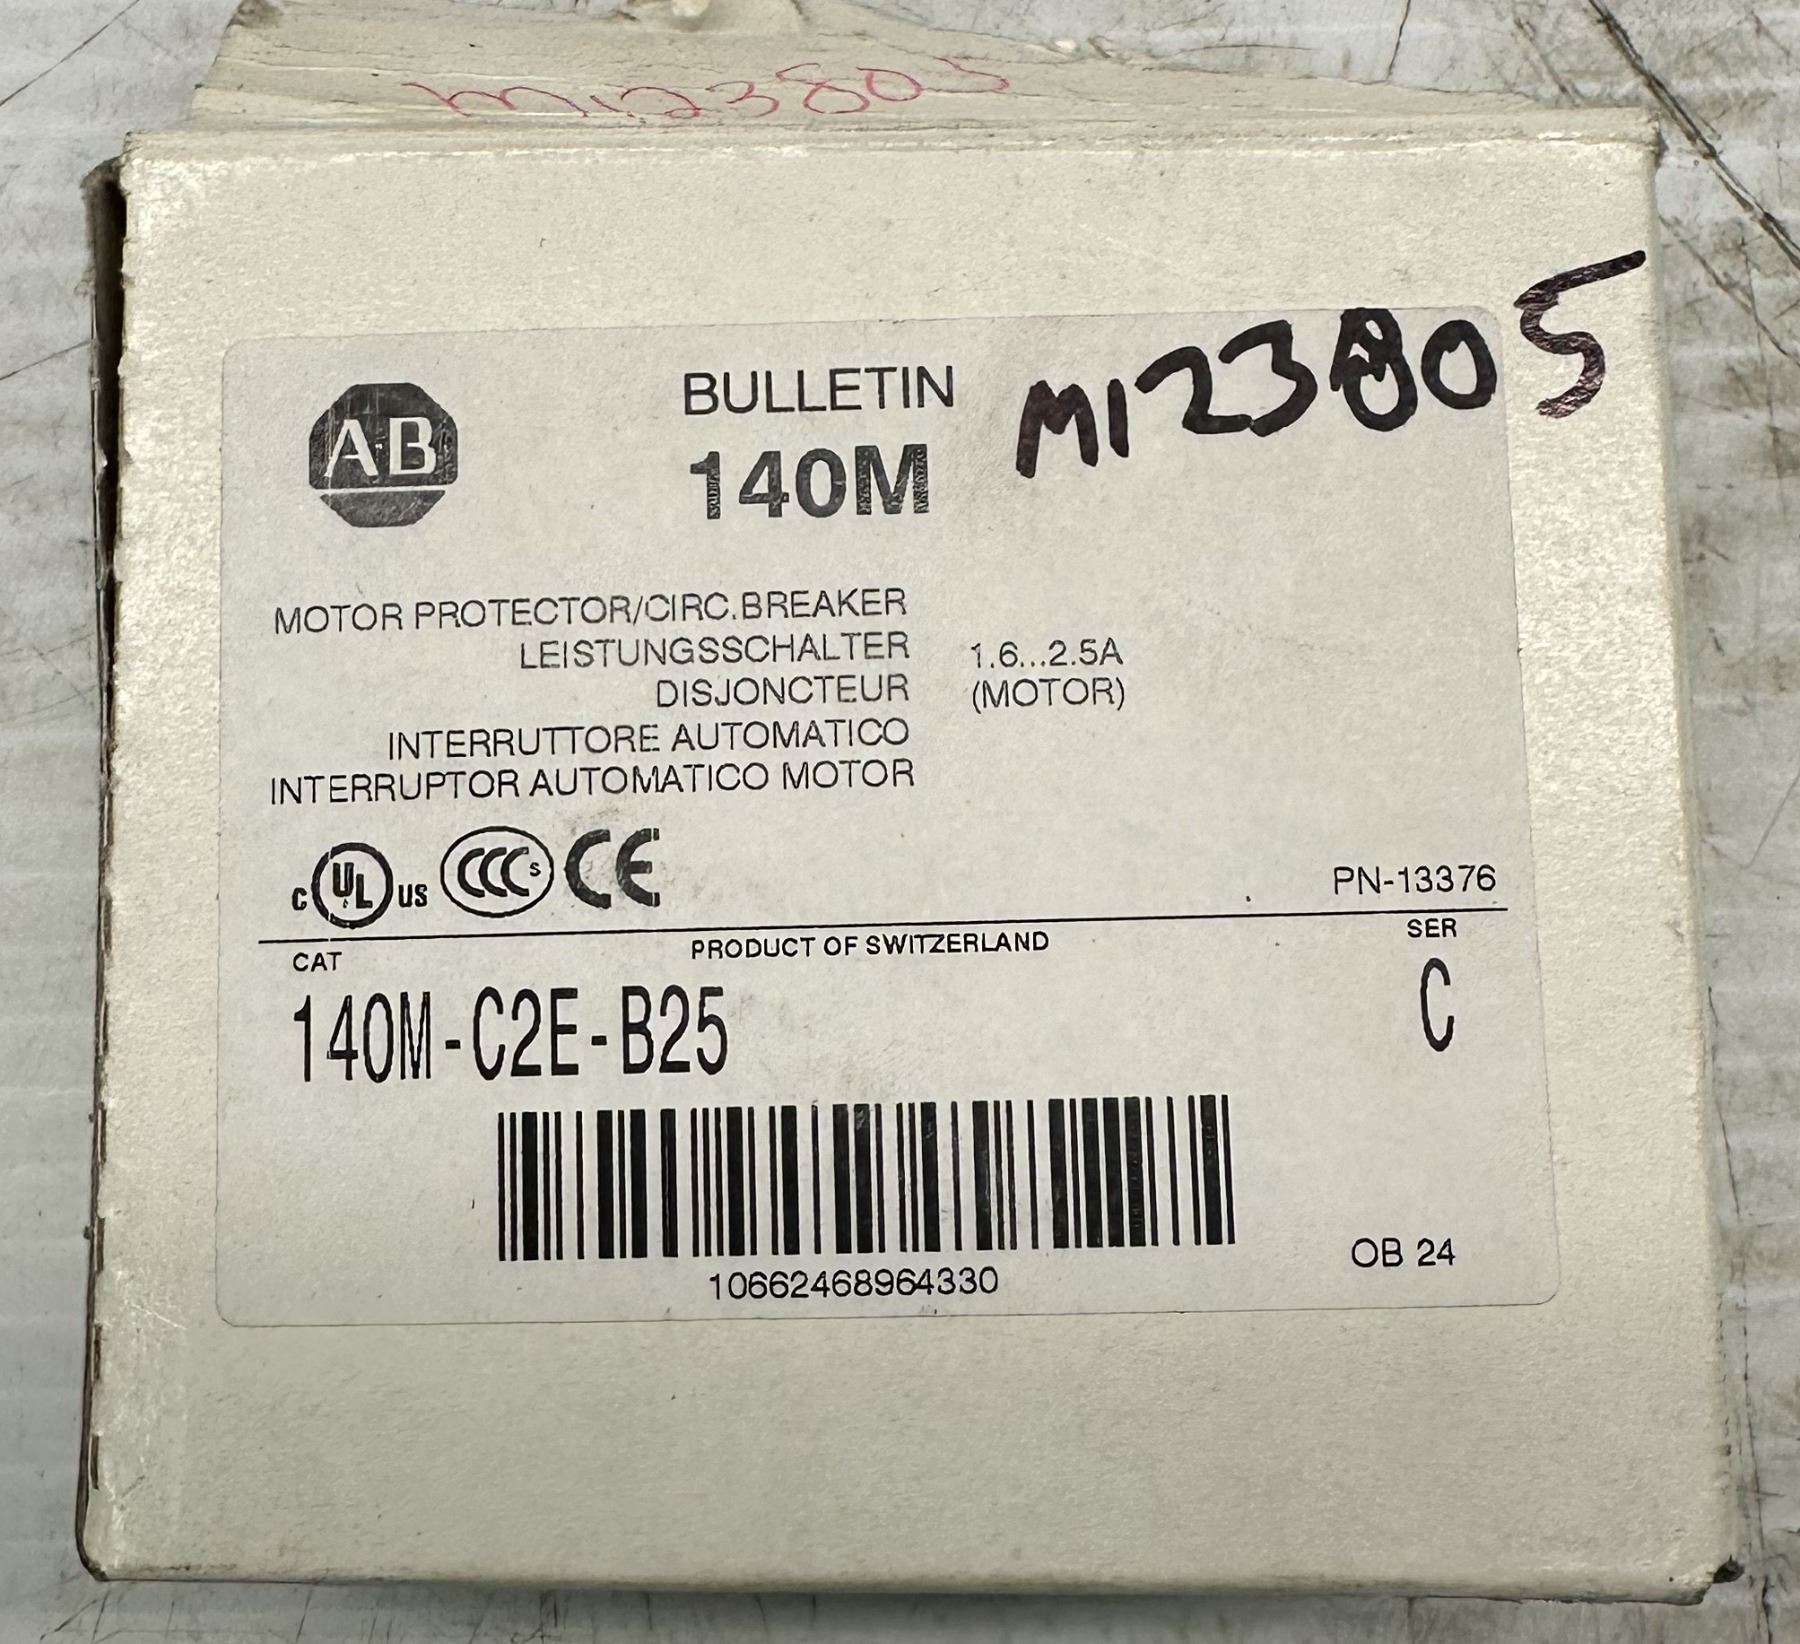 M123805
M123805
BULLETIN
140M
A-B
MOTOR PROTECTOR/CIRC.BREAKER
LEISTUNGSSCHALTER 1.6...2.5A
DISJONCTEUR (MOTOR)
INTERRUTTORE AUTOMATICO
INTERRUPTOR AUTOMATICO MOTOR
c UL us CCC S CE
PN-13376
CAT PRODUCT OF SWITZERLAND SER
140M-C2E-B25 C
10662468964330
OB 24